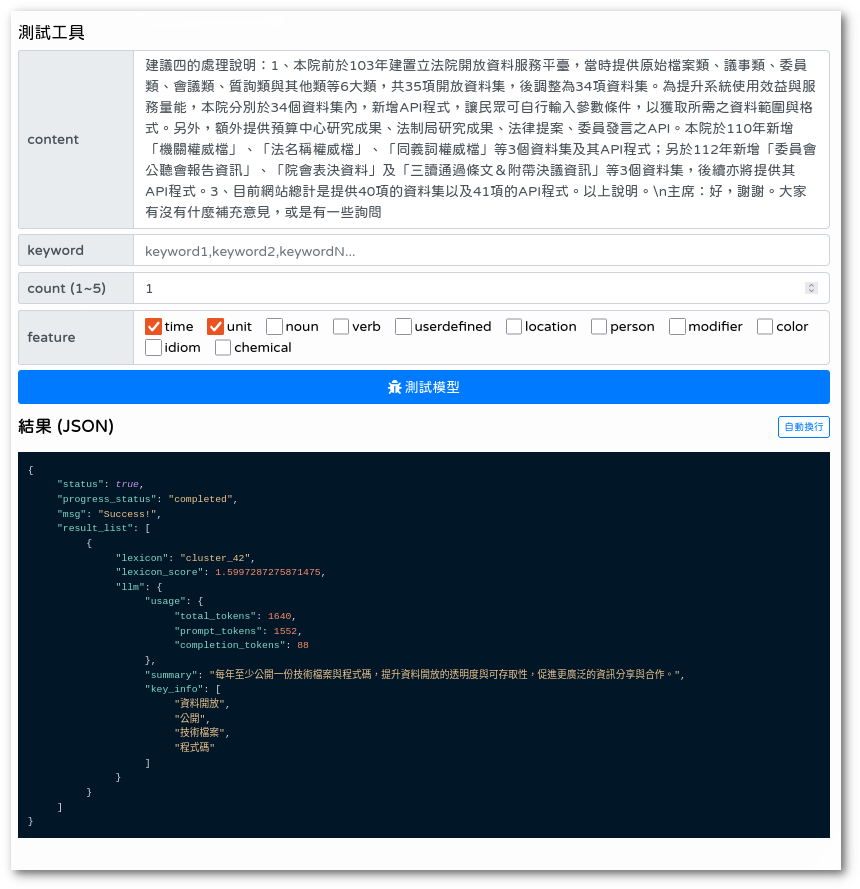 測試工具
content
建議四的處理說明：1、本院前於103年建置立法院開放資料服務平臺，當時提供原始檔案類、議事類、委員
類、會議類、質詢類與其他類等6大類，共35項開放資料集，後調整為34項資料集。為提升系統使用效益與服
務量能，本院分別於34個資料集內，新增API程式，讓民眾可自行輸入參數條件，以獲取所需之資料範圍與格
式。另外，額外提供預算中心研究成果、法制局研究成果、法律提案、委員發言之API。本院於110年新增
「機關權威檔」、「法名稱權威檔」、「同義詞權威檔」等3個資料集及其API程式；另於112年新增「委員會
公聽會報告資訊」、「院會表決資料」及「三讀通過條文＆附帶決議資訊」等3個資料集，後續亦將提供其
API程式。3、目前網站總計是提供40項的資料集以及41項的API程式。以上說明。\n主席：好，謝謝。大家
有沒有什麼補充意見，或是有一些詢問
keyword
keyword1,keyword2,keywordN...
count (1~5)
1
feature
time unit noun verb userdefined location person modifier color
idiom chemical
測試模型
結果 (JSON)
自動換行
{
"status": true,
"progress_status": "completed",
"msg": "Success!",
"result_list": [
{
"lexicon": "cluster_42",
"lexicon_score": 1.5997287275871475,
"llm": {
"usage": {
"total_tokens": 1640,
"prompt_tokens": 1552,
"completion_tokens": 88
},
"summary": "每年至少公開一份技術檔案與程式碼，提升資料開放的透明度與可存取性，促進更廣泛的資訊分享與合作。",
"key_info": [
"資料開放",
"公開",
"技術檔案",
"程式碼"
]
}
}
]
}